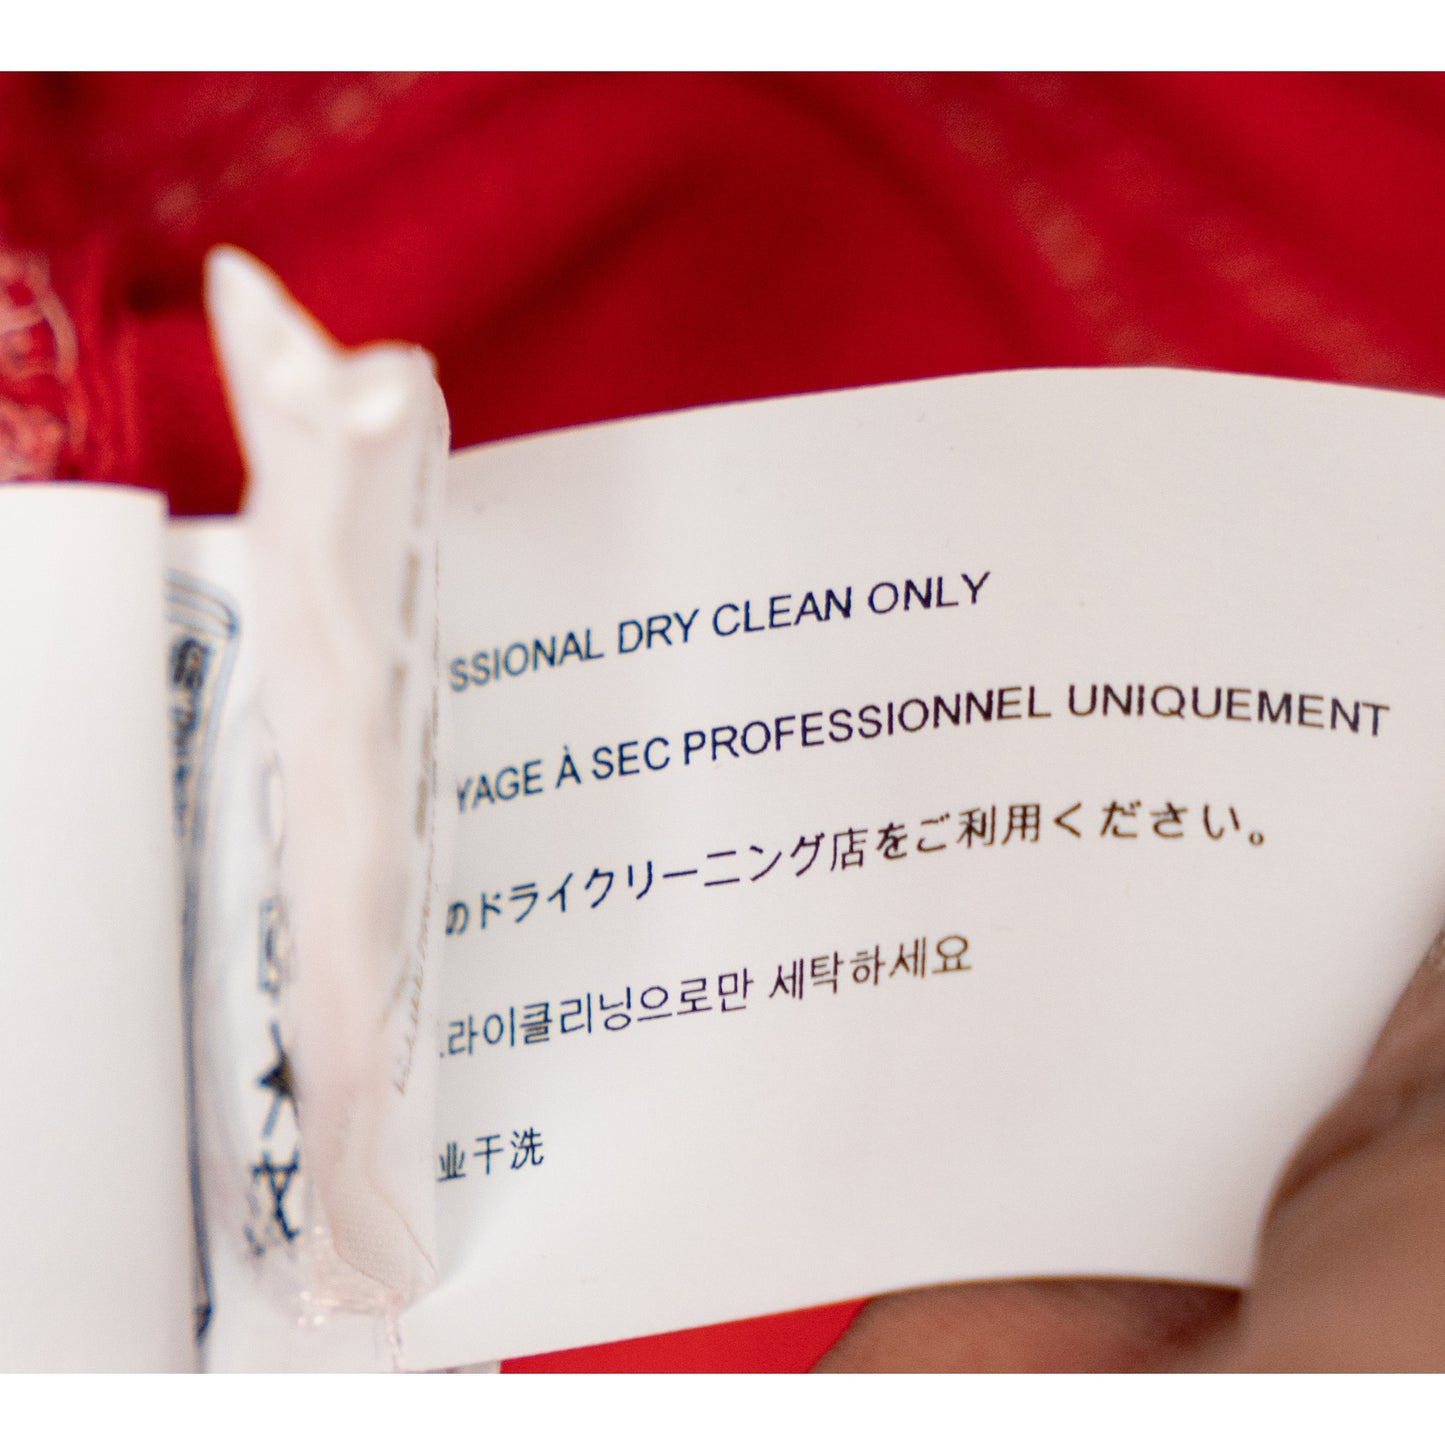 SSIONAL DRY CLEAN ONLY
YAGE À SEC PROFESSIONNEL UNIQUEMENT
のドライクリーニング店をご利用ください。
라이클리닝으로만 세탁하세요
业干洗